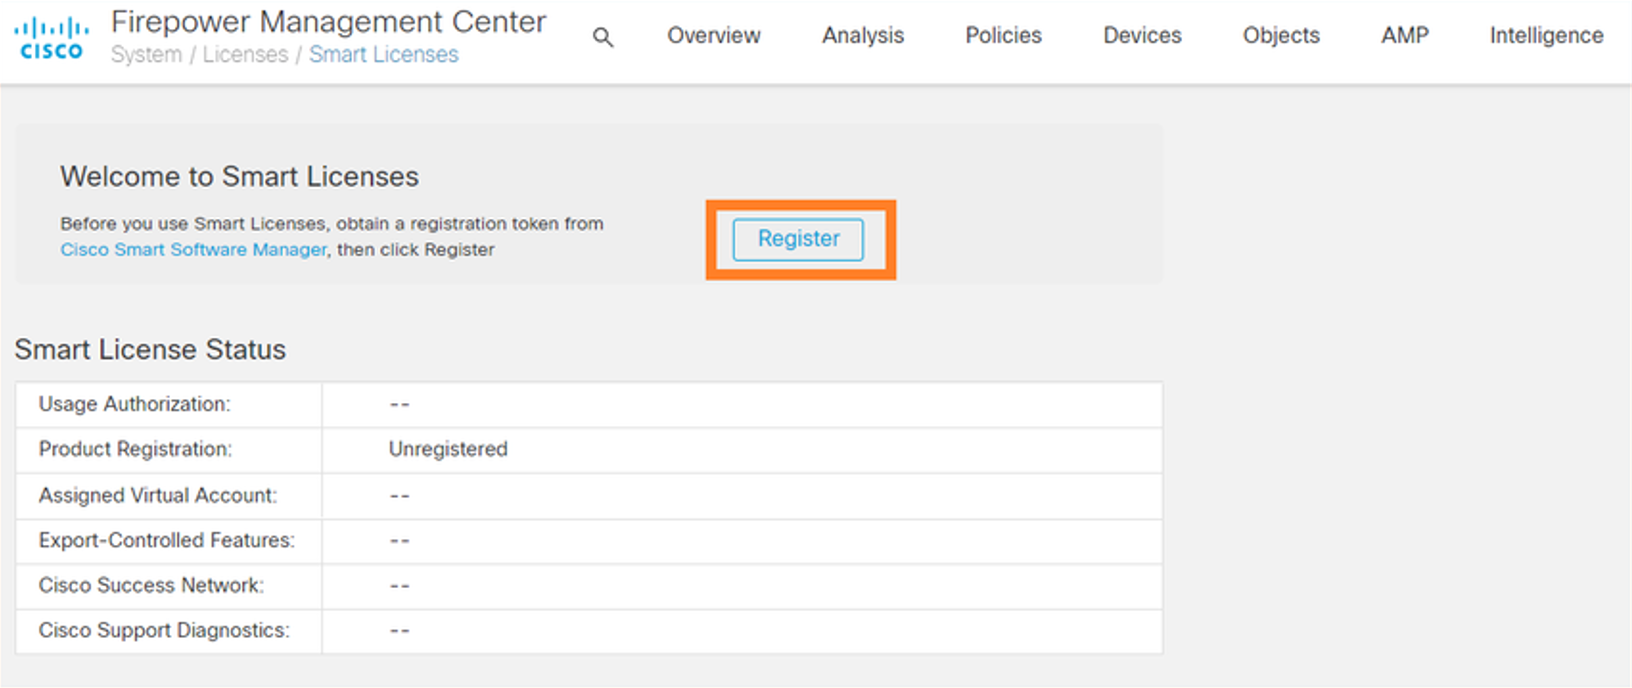 Firepower Management Center
CISCO
System / Licenses / Smart Licenses
Overview
Analysis
Policies
Devices
Objects
AMP
Intelligence
Welcome to Smart Licenses
Before you use Smart Licenses, obtain a registration token from
Cisco Smart Software Manager, then click Register
Register
Smart License Status
Usage Authorization: --
Product Registration: Unregistered
Assigned Virtual Account: --
Export-Controlled Features: --
Cisco Success Network: --
Cisco Support Diagnostics: --